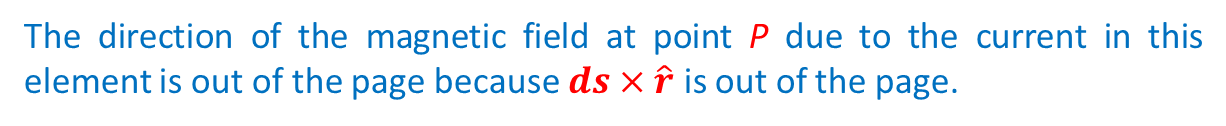 The direction of the magnetic field at point P due to the current in this
element is out of the page because ds × r̂ is out of the page.